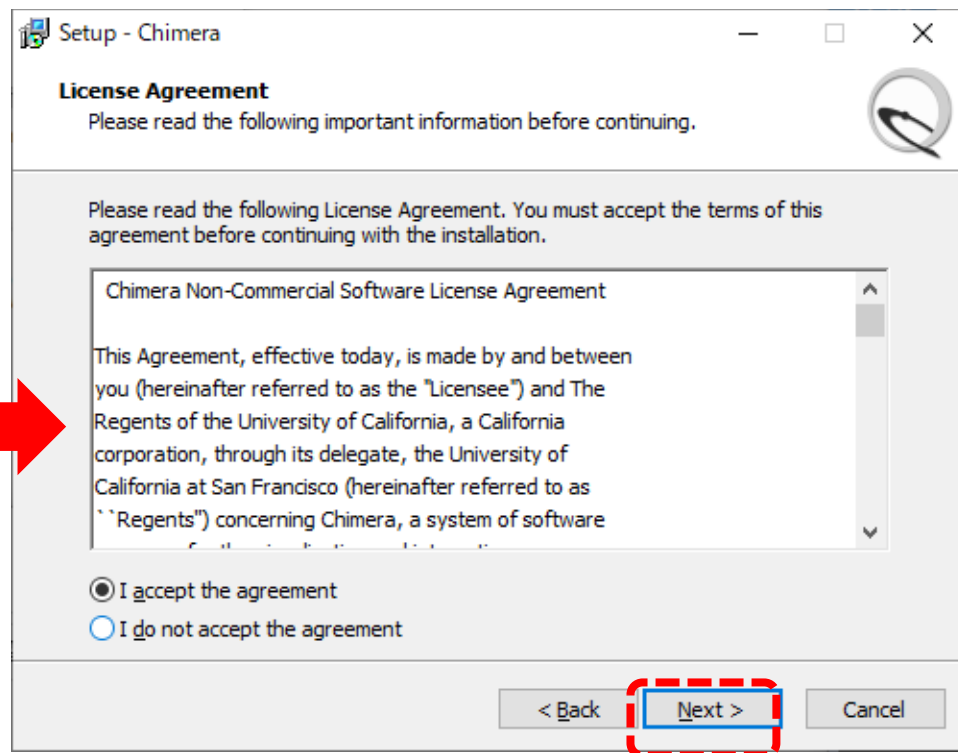 Setup - Chimera
License Agreement
Please read the following important information before continuing.
Please read the following License Agreement. You must accept the terms of this
agreement before continuing with the installation.
Chimera Non-Commercial Software License Agreement
This Agreement, effective today, is made by and between
you (hereinafter referred to as the "Licensee") and The
Regents of the University of California, a California
corporation, through its delegate, the University of
California at San Francisco (hereinafter referred to as
``Regents") concerning Chimera, a system of software
I accept the agreement
I do not accept the agreement
< Back
Next >
Cancel